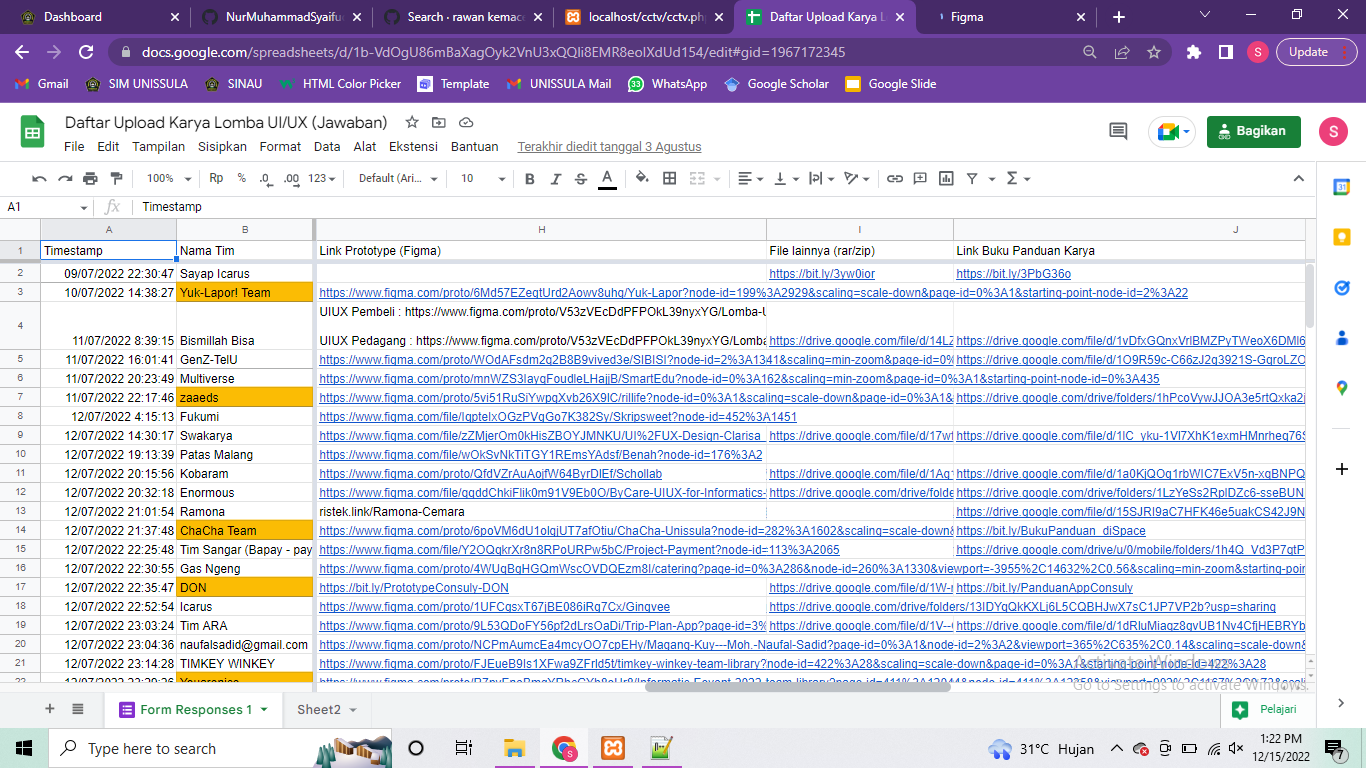 Dashboard
NurMuhammadSyaifu
Search · rawan kemace
localhost/cctv/cctv.ph
Daftar Upload Karya L
Figma
docs.google.com/spreadsheets/d/1b-VdOgU86mBaXagOyk2VnU3xQQli8EMR8eolXdUd154/edit#gid=1967172345
S
Update
Gmail
SIM UNISSULA
SINAU
HTML Color Picker
Template
UNISSULA Mail
33
WhatsApp
Google Scholar
Google Slide
Daftar Upload Karya Lomba UI/UX (Jawaban)
File Edit Tampilan Sisipkan Format Data Alat Ekstensi Bantuan Terakhir diedit tanggal 3 Agustus
Bagikan
S
100% Rp % .0 .00 123 Default (Ari... 10 B I S A
A1 fx Timestamp
A B H I J
1 Timestamp Nama Tim Link Prototype (Figma) File lainnya (rar/zip) Link Buku Panduan Karya
2 09/07/2022 22:30:47 Sayap Icarus https://bit.ly/3yw0ior https://bit.ly/3PbG36o
3 10/07/2022 14:38:27 Yuk-Lapor! Team https://www.figma.com/proto/6Md57EZeqtUrd2Aowv8uhq/Yuk-Lapor?node-id=199%3A2929&scaling=scale-down&page-id=0%3A1&starting-point-node-id=2%3A22
UIUX Pembeli : https://www.figma.com/proto/V53zVEcDdPFPOkL39nyxYG/Lomba-U
4 11/07/2022 8:39:15 Bismillah Bisa UIUX Pedagang : https://www.figma.com/proto/V53zVEcDdPFPOkL39nyxYG/Lomba https://drive.google.com/file/d/14LZ https://drive.google.com/file/d/1vDfxGQnxVrlBMZPyTWeoX6DMl6
5 11/07/2022 16:01:41 GenZ-TelU https://www.figma.com/proto/WOdAFsdm2q2B8B9vived3e/SIBISI?node-id=2%3A1341&scaling=min-zoom&page-id=0% https://drive.google.com/file/d/1O9R59c-C66zJ2q3921S-GqroLZO
6 11/07/2022 20:23:49 Multiverse https://www.figma.com/proto/mnWZS3IayqFoudleLHajjB/SmartEdu?node-id=0%3A162&scaling=min-zoom&page-id=0%3A1&starting-point-node-id=0%3A435
7 11/07/2022 22:17:46 zaaeds https://www.figma.com/proto/5vi51RuSiYwpqXvb26X9IC/rillife?node-id=0%3A1&scaling=scale-down&page-id=0%3A1& https://drive.google.com/drive/folders/1hPcoVywJJOA3e5rtQxka2j
8 12/07/2022 4:15:13 Fukumi https://www.figma.com/file/IqptelxOGzPVqGo7K382Sy/Skripsweet?node-id=452%3A1451
9 12/07/2022 14:30:17 Swakarya https://www.figma.com/file/zZMjerOm0kHisZBOYJMNKU/UI%2FUX-Design-Clarisa_ https://drive.google.com/file/d/17wt https://drive.google.com/file/d/1lC_yku-1Vl7XhK1exmHMnrheq76S
10 12/07/2022 19:13:39 Patas Malang https://www.figma.com/file/wOkSvNkTiTGY1REmsYAdsf/Benah?node-id=176%3A2
11 12/07/2022 20:15:56 Kobaram https://www.figma.com/proto/QfdVZrAuAojfW64ByrDIEf/Schollab https://drive.google.com/file/d/1Aq https://drive.google.com/file/d/1a0KjQOq1rbWIC7ExV5n-xqBNPQ
12 12/07/2022 20:32:18 Enormous https://www.figma.com/file/qqddChkiFlik0m91V9Eb0O/ByCare-UIUX-for-Informatics- https://drive.google.com/drive/folde https://drive.google.com/drive/folders/1LzYeSs2RplDZc6-sseBUN
13 12/07/2022 21:01:54 Ramona ristek.link/Ramona-Cemara https://drive.google.com/file/d/15SJRI9aC7HFK46e5uakCS42J9N
14 12/07/2022 21:37:48 ChaCha Team https://www.figma.com/proto/6poVM6dU1olqjUT7afOtiu/ChaCha-Unissula?node-id=282%3A1602&scaling=scale-down& https://bit.ly/BukuPanduan_diSpace
15 12/07/2022 22:25:48 Tim Sangar (Bapay - pay https://www.figma.com/file/Y2OQqkrXr8n8RPoURPw5bC/Project-Payment?node-id=113%3A2065 https://drive.google.com/drive/u/0/mobile/folders/1h4Q_Vd3P7qtP
16 12/07/2022 22:30:55 Gas Ngeng https://www.figma.com/proto/4WUqBqHGQmWscOVDQEzm8I/catering?page-id=0%3A286&node-id=260%3A1330&viewport=-3955%2C14632%2C0.56&scaling=min-zoom&starting-poin
17 12/07/2022 22:35:47 DON https://bit.ly/PrototypeConsuly-DON https://drive.google.com/file/d/1W- https://bit.ly/PanduanAppConsuly
18 12/07/2022 22:52:54 Icarus https://www.figma.com/proto/1UFCqsxT67jBE086iRq7Cx/Gingvee https://drive.google.com/drive/folders/13IDYqQkKXLj6L5CQBHJwX7sC1JP7VP2b?usp=sharing
19 12/07/2022 23:03:24 Tim ARA https://www.figma.com/proto/9L53QDoFY56pf2dLrsOaDi/Trip-Plan-App?page-id=3% https://drive.google.com/file/d/1V-- https://drive.google.com/file/d/1dRluMiaqz8qvUB1Nv4CfjHEBRYb
20 12/07/2022 23:04:36 naufalsadid@gmail.com https://www.figma.com/proto/NCPmAumcEa4mcyOO7cpEHy/Magang-Kuy---Moh.-Naufal-Sadid?page-id=0%3A1&node-id=2%3A2&viewport=365%2C635%2C0.14&scaling=scale-down&
21 12/07/2022 23:14:28 TIMKEY WINKEY https://www.figma.com/proto/FJEueB9Is1XFwa9ZFrld5t/timkey-winkey-team-library?node-id=422%3A28&scaling=scale-down&page-id=0%3A1&starting-point-node-id=422%3A28
Activate Windows
Go to Settings to activate Windows.
Form Responses 1
Sheet2
Pelajari
Type here to search
31°C Hujan
1:22 PM
12/15/2022
7